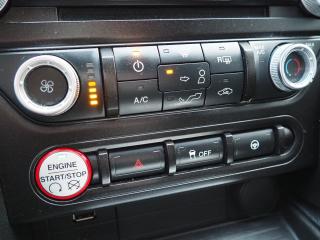 R
A/C
ENGINE
START/STOP
OFF